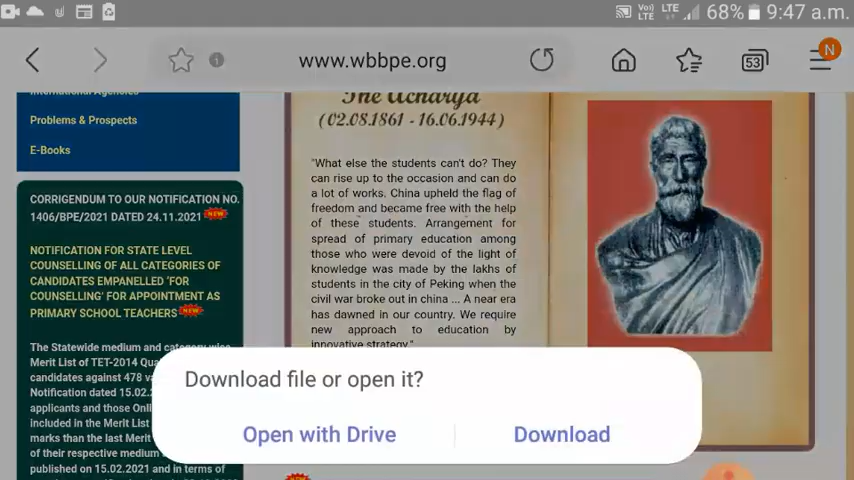 VoLTE LTE 68% 9:47 a.m.
www.wbbpe.org
53
N
International Agencies
Problems & Prospects
E-Books
CORRIGENDUM TO OUR NOTIFICATION NO.
1406/BPE/2021 DATED 24.11.2021 NEW
NOTIFICATION FOR STATE LEVEL
COUNSELLING OF ALL CATEGORIES OF
CANDIDATES EMPANELLED 'FOR
COUNSELLING' FOR APPOINTMENT AS
PRIMARY SCHOOL TEACHERS NEW
The Statewide medium and category wise
Merit List of TET-2014
candidates against 478
Notification dated 15.02.
applicants and those
included in the Merit List
marks than the last Merit
of their respective medium
published on 15.02.2021 and in terms of
The Acharya
(02.08.1861 - 16.06.1944)
"What else the students can't do? They
can rise up to the occasion and can do
a lot of works. China upheld the flag of
freedom and became free with the help
of these students. Arrangement for
spread of primary education among
those who were devoid of the light of
knowledge was made by the lakhs of
students in the city of Peking when the
civil war broke out in china ... A near era
has dawned in our country. We require
new approach to education by
innovative strategy."
Download file or open it?
Open with Drive
Download